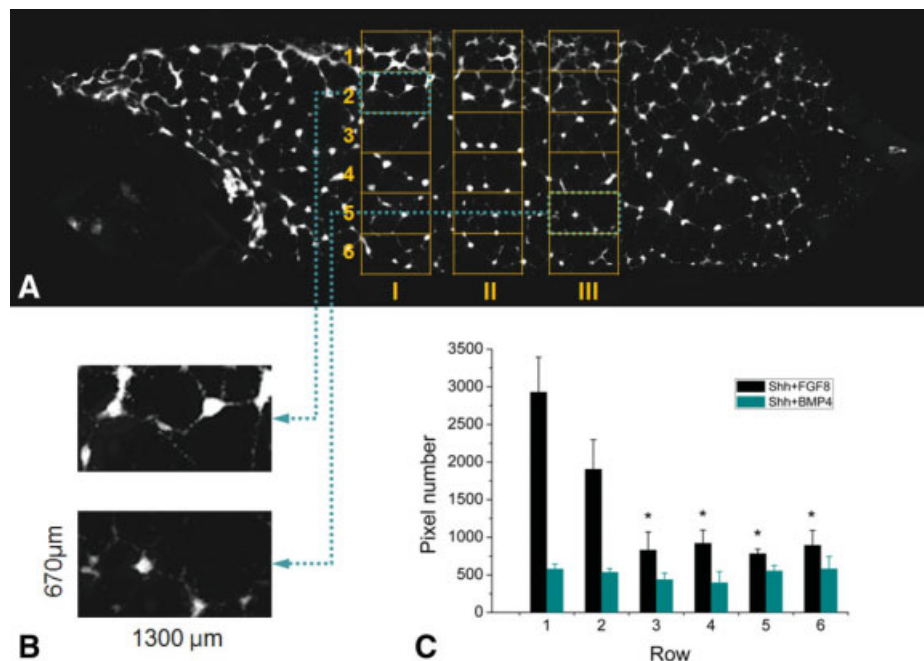 1
2
3
4
5
6
I II III
A
670µm
1300 µm
B
3500
3000
2500
2000
1500
1000
500
0
Pixel number
Shh+FGF8
Shh+BMP4
* * * *
1 2 3 4 5 6
Row
C